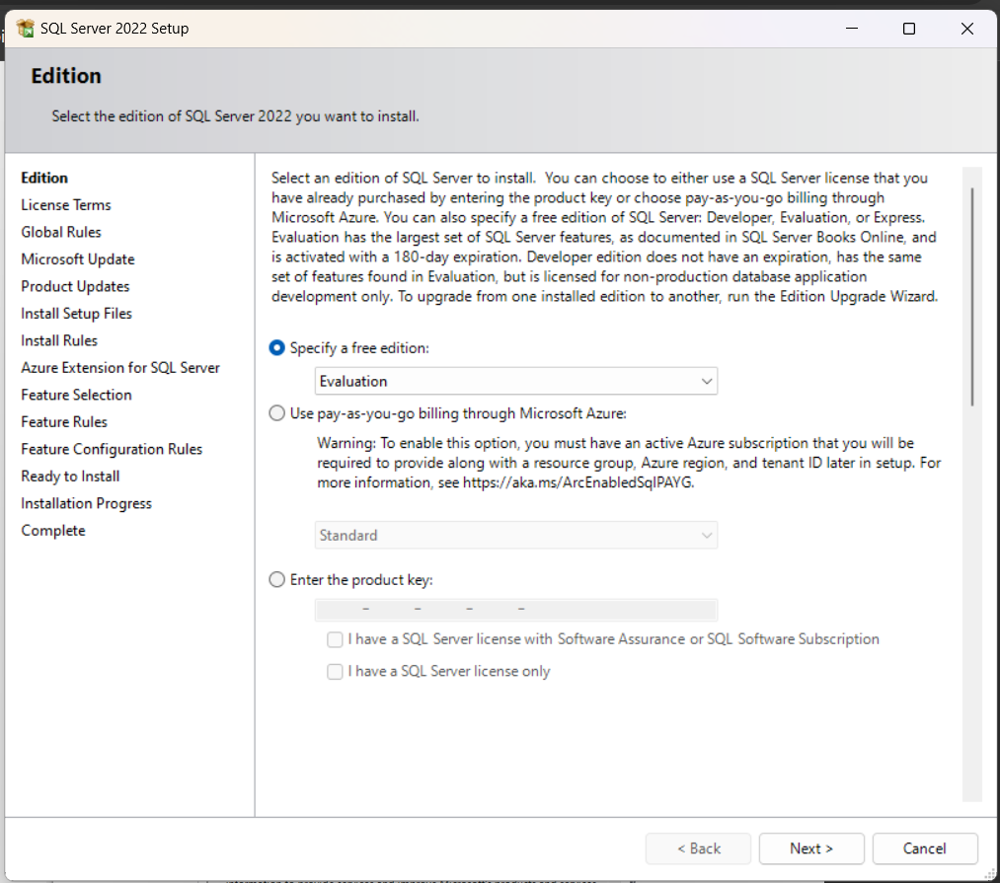 SQL Server 2022 Setup
Edition
Select the edition of SQL Server 2022 you want to install.
Edition
License Terms
Global Rules
Microsoft Update
Product Updates
Install Setup Files
Install Rules
Azure Extension for SQL Server
Feature Selection
Feature Rules
Feature Configuration Rules
Ready to Install
Installation Progress
Complete
Select an edition of SQL Server to install.  You can choose to either use a SQL Server license that you
have already purchased by entering the product key or choose pay-as-you-go billing through
Microsoft Azure. You can also specify a free edition of SQL Server: Developer, Evaluation, or Express.
Evaluation has the largest set of SQL Server features, as documented in SQL Server Books Online, and
is activated with a 180-day expiration. Developer edition does not have an expiration, has the same
set of features found in Evaluation, but is licensed for non-production database application
development only. To upgrade from one installed edition to another, run the Edition Upgrade Wizard.
Specify a free edition:
Evaluation
Use pay-as-you-go billing through Microsoft Azure:
Warning: To enable this option, you must have an active Azure subscription that you will be
required to provide along with a resource group, Azure region, and tenant ID later in setup. For
more information, see https://aka.ms/ArcEnabledSqlPAYG.
Standard
Enter the product key:
- - - -
I have a SQL Server license with Software Assurance or SQL Software Subscription
I have a SQL Server license only
< Back
Next >
Cancel